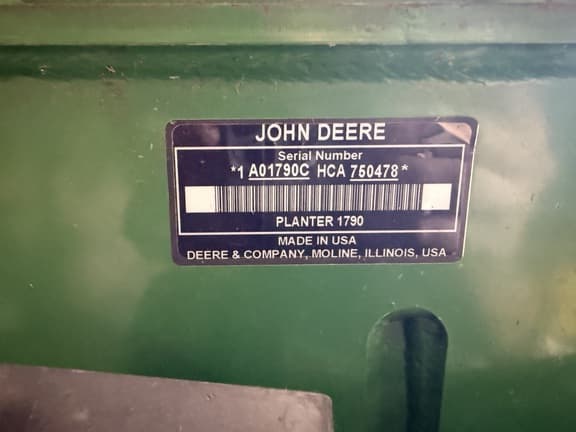 JOHN DEERE
Serial Number
*1 A01790C HCA 750478*
PLANTER 1790
MADE IN USA
DEERE & COMPANY, MOLINE, ILLINOIS, USA